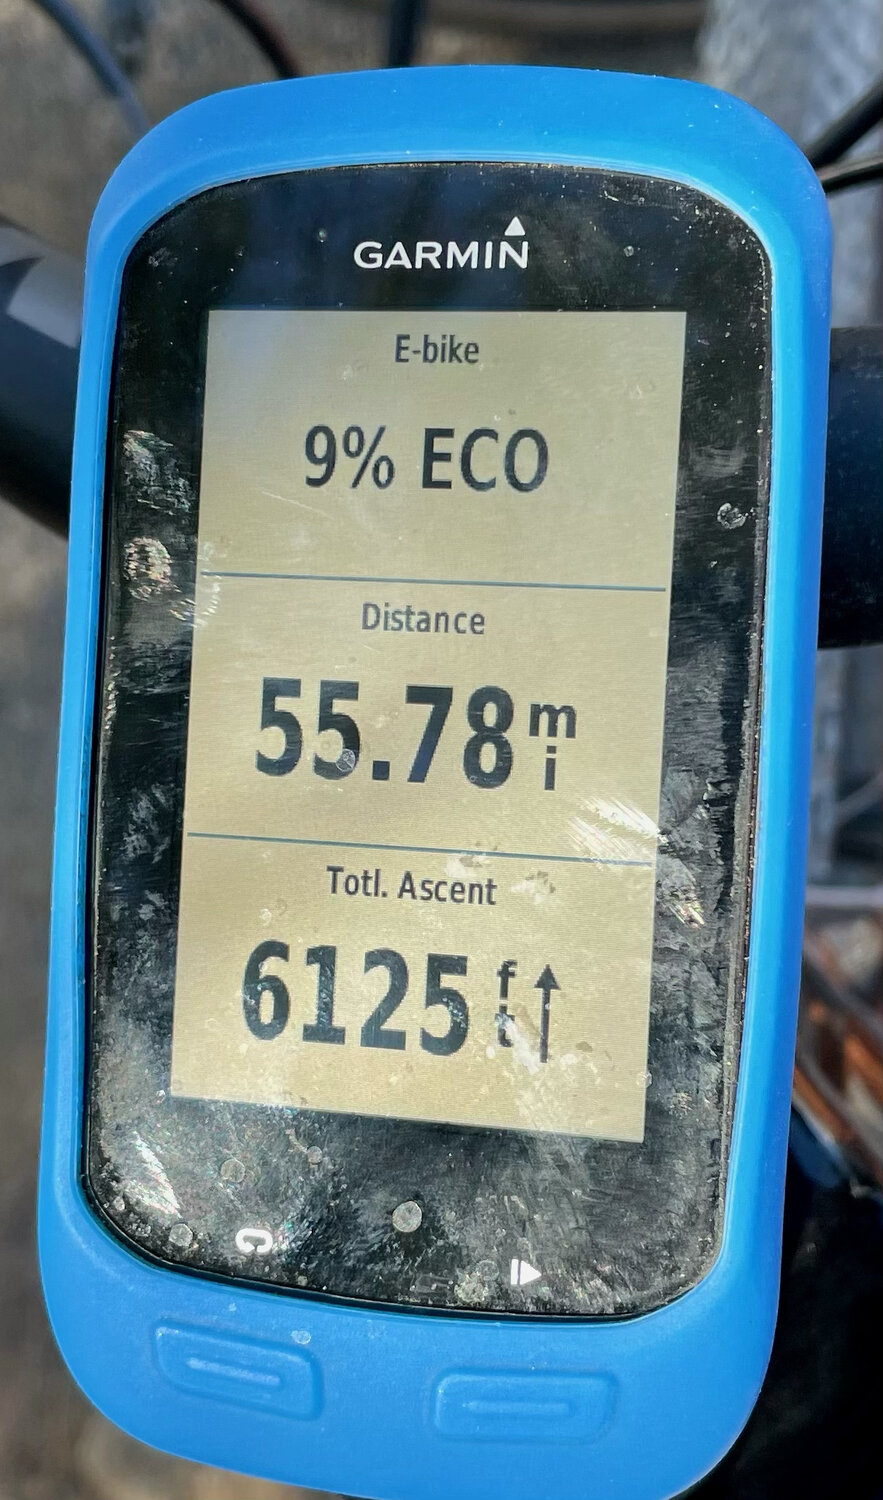 GARMIN
E-bike
9% ECO
Distance
55.78 mi
Totl. Ascent
6125 ft